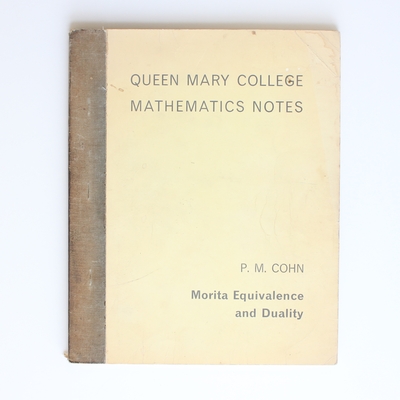 QUEEN MARY COLLEGE
MATHEMATICS NOTES
P. M. COHN
Morita Equivalence
and Duality